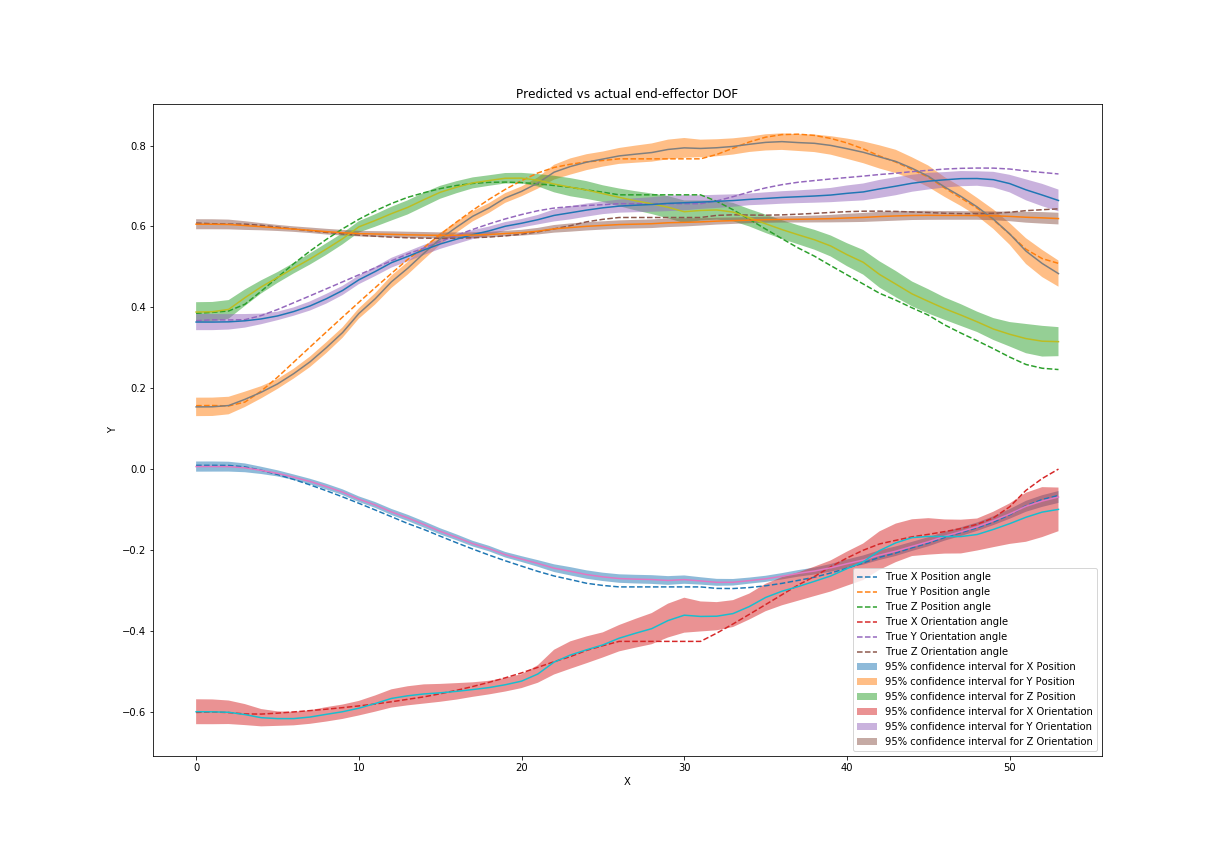 Predicted vs actual end-effector DOF
0.8
0.6
0.4
0.2
0.0
−0.2
−0.4
−0.6
Y
0
10
20
30
40
50
X
True X Position angle
True Y Position angle
True Z Position angle
True X Orientation angle
True Y Orientation angle
True Z Orientation angle
95% confidence interval for X Position
95% confidence interval for Y Position
95% confidence interval for Z Position
95% confidence interval for X Orientation
95% confidence interval for Y Orientation
95% confidence interval for Z Orientation